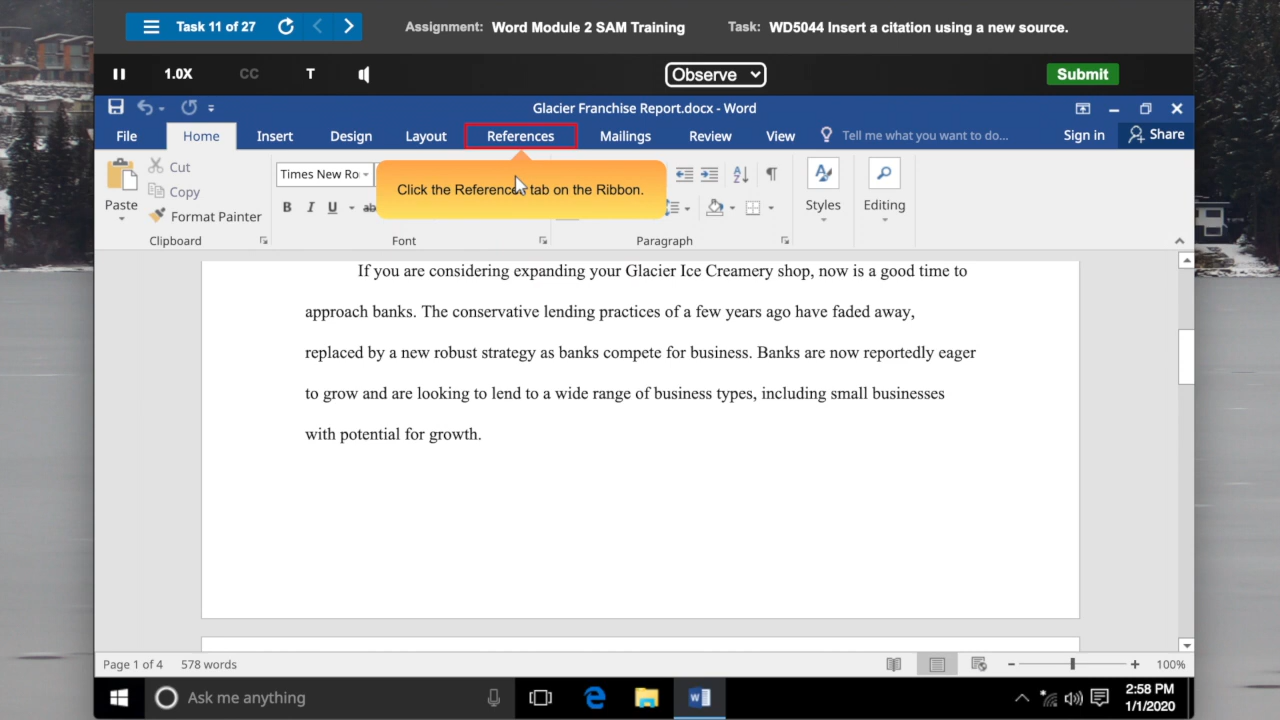 Task 11 of 27
Assignment: Word Module 2 SAM Training
Task: WD5044 Insert a citation using a new source.
1.0X
CC
T
Observe
Submit
Glacier Franchise Report.docx - Word
File
Home
Insert
Design
Layout
References
Mailings
Review
View
Tell me what you want to do...
Sign in
Share
Paste
Cut
Copy
Format Painter
Clipboard
Times New Ro
B I U ab
Font
Click the References tab on the Ribbon.
Paragraph
Styles
Editing
If you are considering expanding your Glacier Ice Creamery shop, now is a good time to
approach banks. The conservative lending practices of a few years ago have faded away,
replaced by a new robust strategy as banks compete for business. Banks are now reportedly eager
to grow and are looking to lend to a wide range of business types, including small businesses
with potential for growth.
Page 1 of 4
578 words
100%
Ask me anything
2:58 PM
1/1/2020